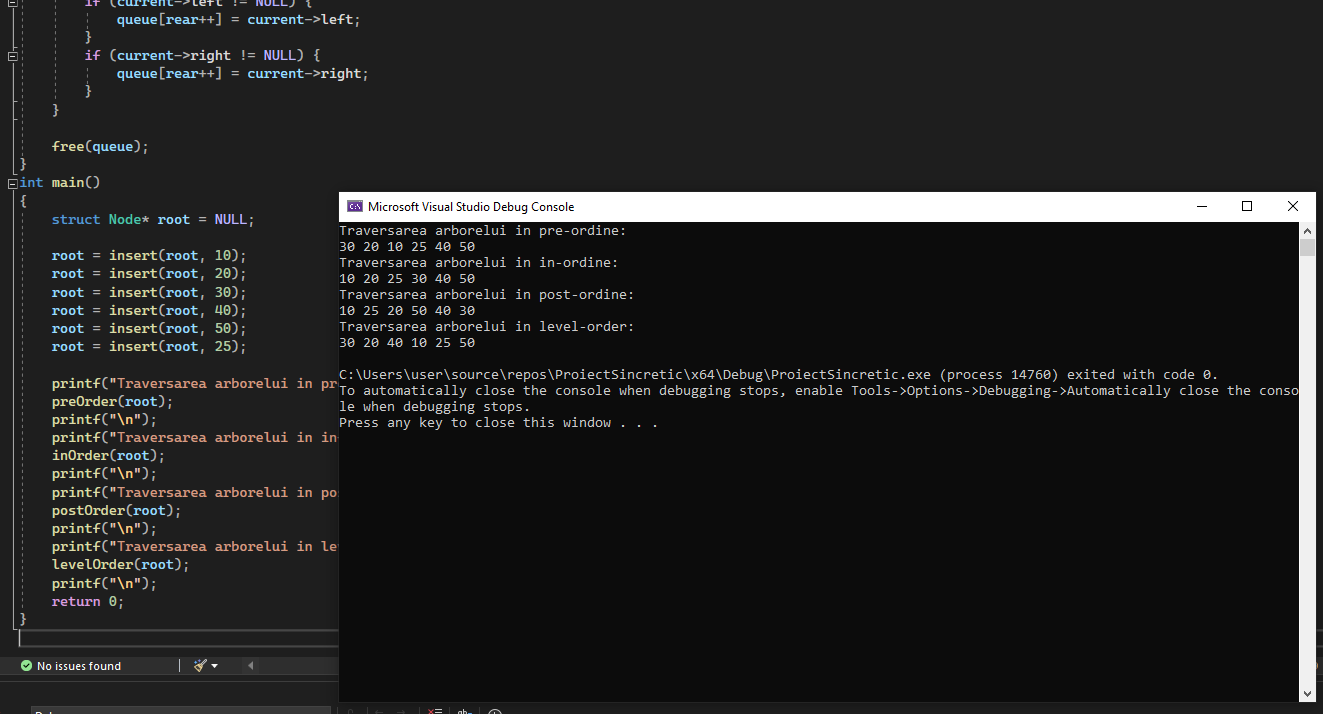 if (current->left != NULL) {
queue[rear++] = current->left;
}
if (current->right != NULL) {
queue[rear++] = current->right;
}
}
free(queue);
}
int main()
{
struct Node* root = NULL;
root = insert(root, 10);
root = insert(root, 20);
root = insert(root, 30);
root = insert(root, 40);
root = insert(root, 50);
root = insert(root, 25);
printf("Traversarea arborelui in pr
preOrder(root);
printf("\n");
printf("Traversarea arborelui in in
inOrder(root);
printf("\n");
printf("Traversarea arborelui in po
postOrder(root);
printf("\n");
printf("Traversarea arborelui in le
levelOrder(root);
printf("\n");
return 0;
}
No issues found
Microsoft Visual Studio Debug Console
Traversarea arborelui in pre-ordine:
30 20 10 25 40 50
Traversarea arborelui in in-ordine:
10 20 25 30 40 50
Traversarea arborelui in post-ordine:
10 25 20 50 40 30
Traversarea arborelui in level-order:
30 20 40 10 25 50
C:\Users\user\source\repos\ProiectSincretic\x64\Debug\ProiectSincretic.exe (process 14760) exited with code 0.
To automatically close the console when debugging stops, enable Tools->Options->Debugging->Automatically close the conso
le when debugging stops.
Press any key to close this window . . .